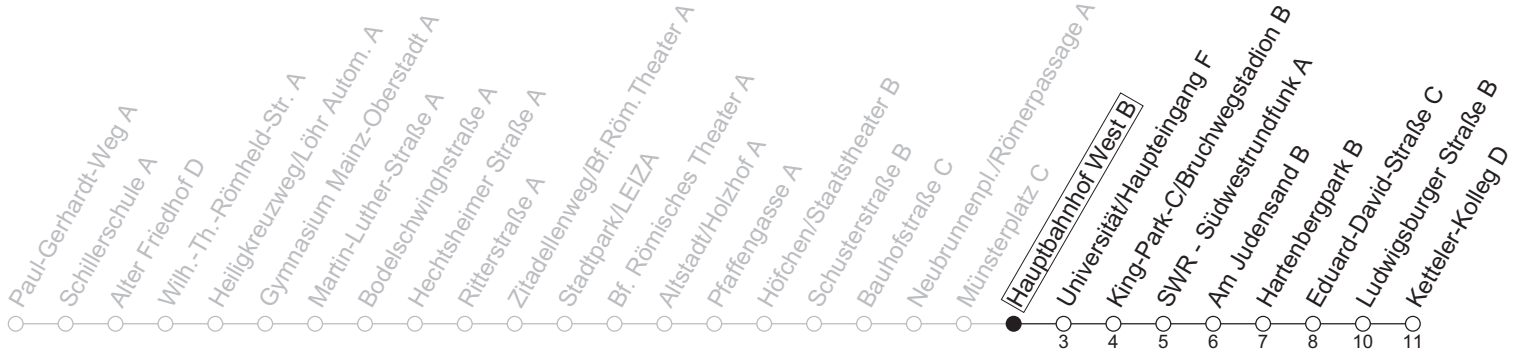 Paul-Gerhardt-Weg A
Schillerschule A
Alter Friedhof D
Wilh.-Th.-Römheld-Str. A
Heiligkreuzweg/Löhr Autom. A
Gymnasium Mainz-Oberstadt A
Martin-Luther-Straße A
Bodelschwinghstraße A
Hechtsheimer Straße A
Ritterstraße A
Zitadellenweg/Bf.Röm.Theater A
Stadtpark/LEIZA
Bf. Römisches Theater A
Altstadt/Holzhof A
Pfaffengasse A
Höfchen/Staatstheater B
Schusterstraße B
Bauhofstraße C
Neubrunnenpl./Römerpassage A
Münsterplatz C
Hauptbahnhof West B
Universität/Haupteingang F
King-Park-C/Bruchwegstadion B
SWR - Südwestrundfunk A
Am Judensand B
Hartenbergpark B
Eduard-David-Straße C
Ludwigsburger Straße B
Ketteler-Kolleg D
3 4 5 6 7 8 10 11